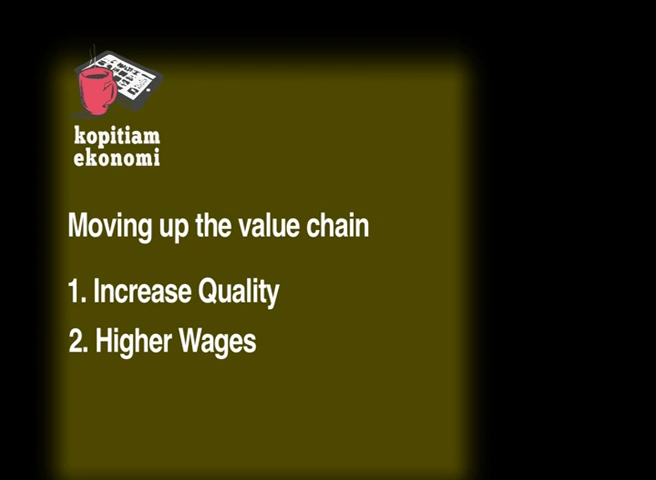 kopitiam
ekonomi
Moving up the value chain
1. Increase Quality
2. Higher Wages